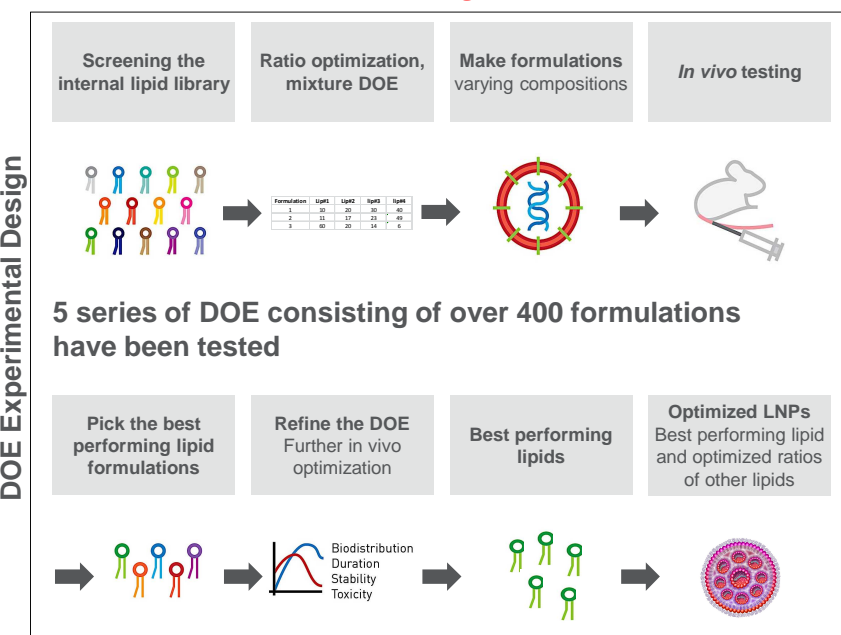 DOE Experimental Design
Screening the
internal lipid library
Ratio optimization,
mixture DOE
Make formulations
varying compositions
In vivo testing
Formulation Lip#1 Lip#2 lip#3 lip#4
1 10 20 30 40
2 11 17 23 49
3 60 20 14 6
5 series of DOE consisting of over 400 formulations
have been tested
Pick the best
performing lipid
formulations
Refine the DOE
Further in vivo
optimization
Best performing
lipids
Optimized LNPs
Best performing lipid
and optimized ratios
of other lipids
Biodistribution
Duration
Stability
Toxicity